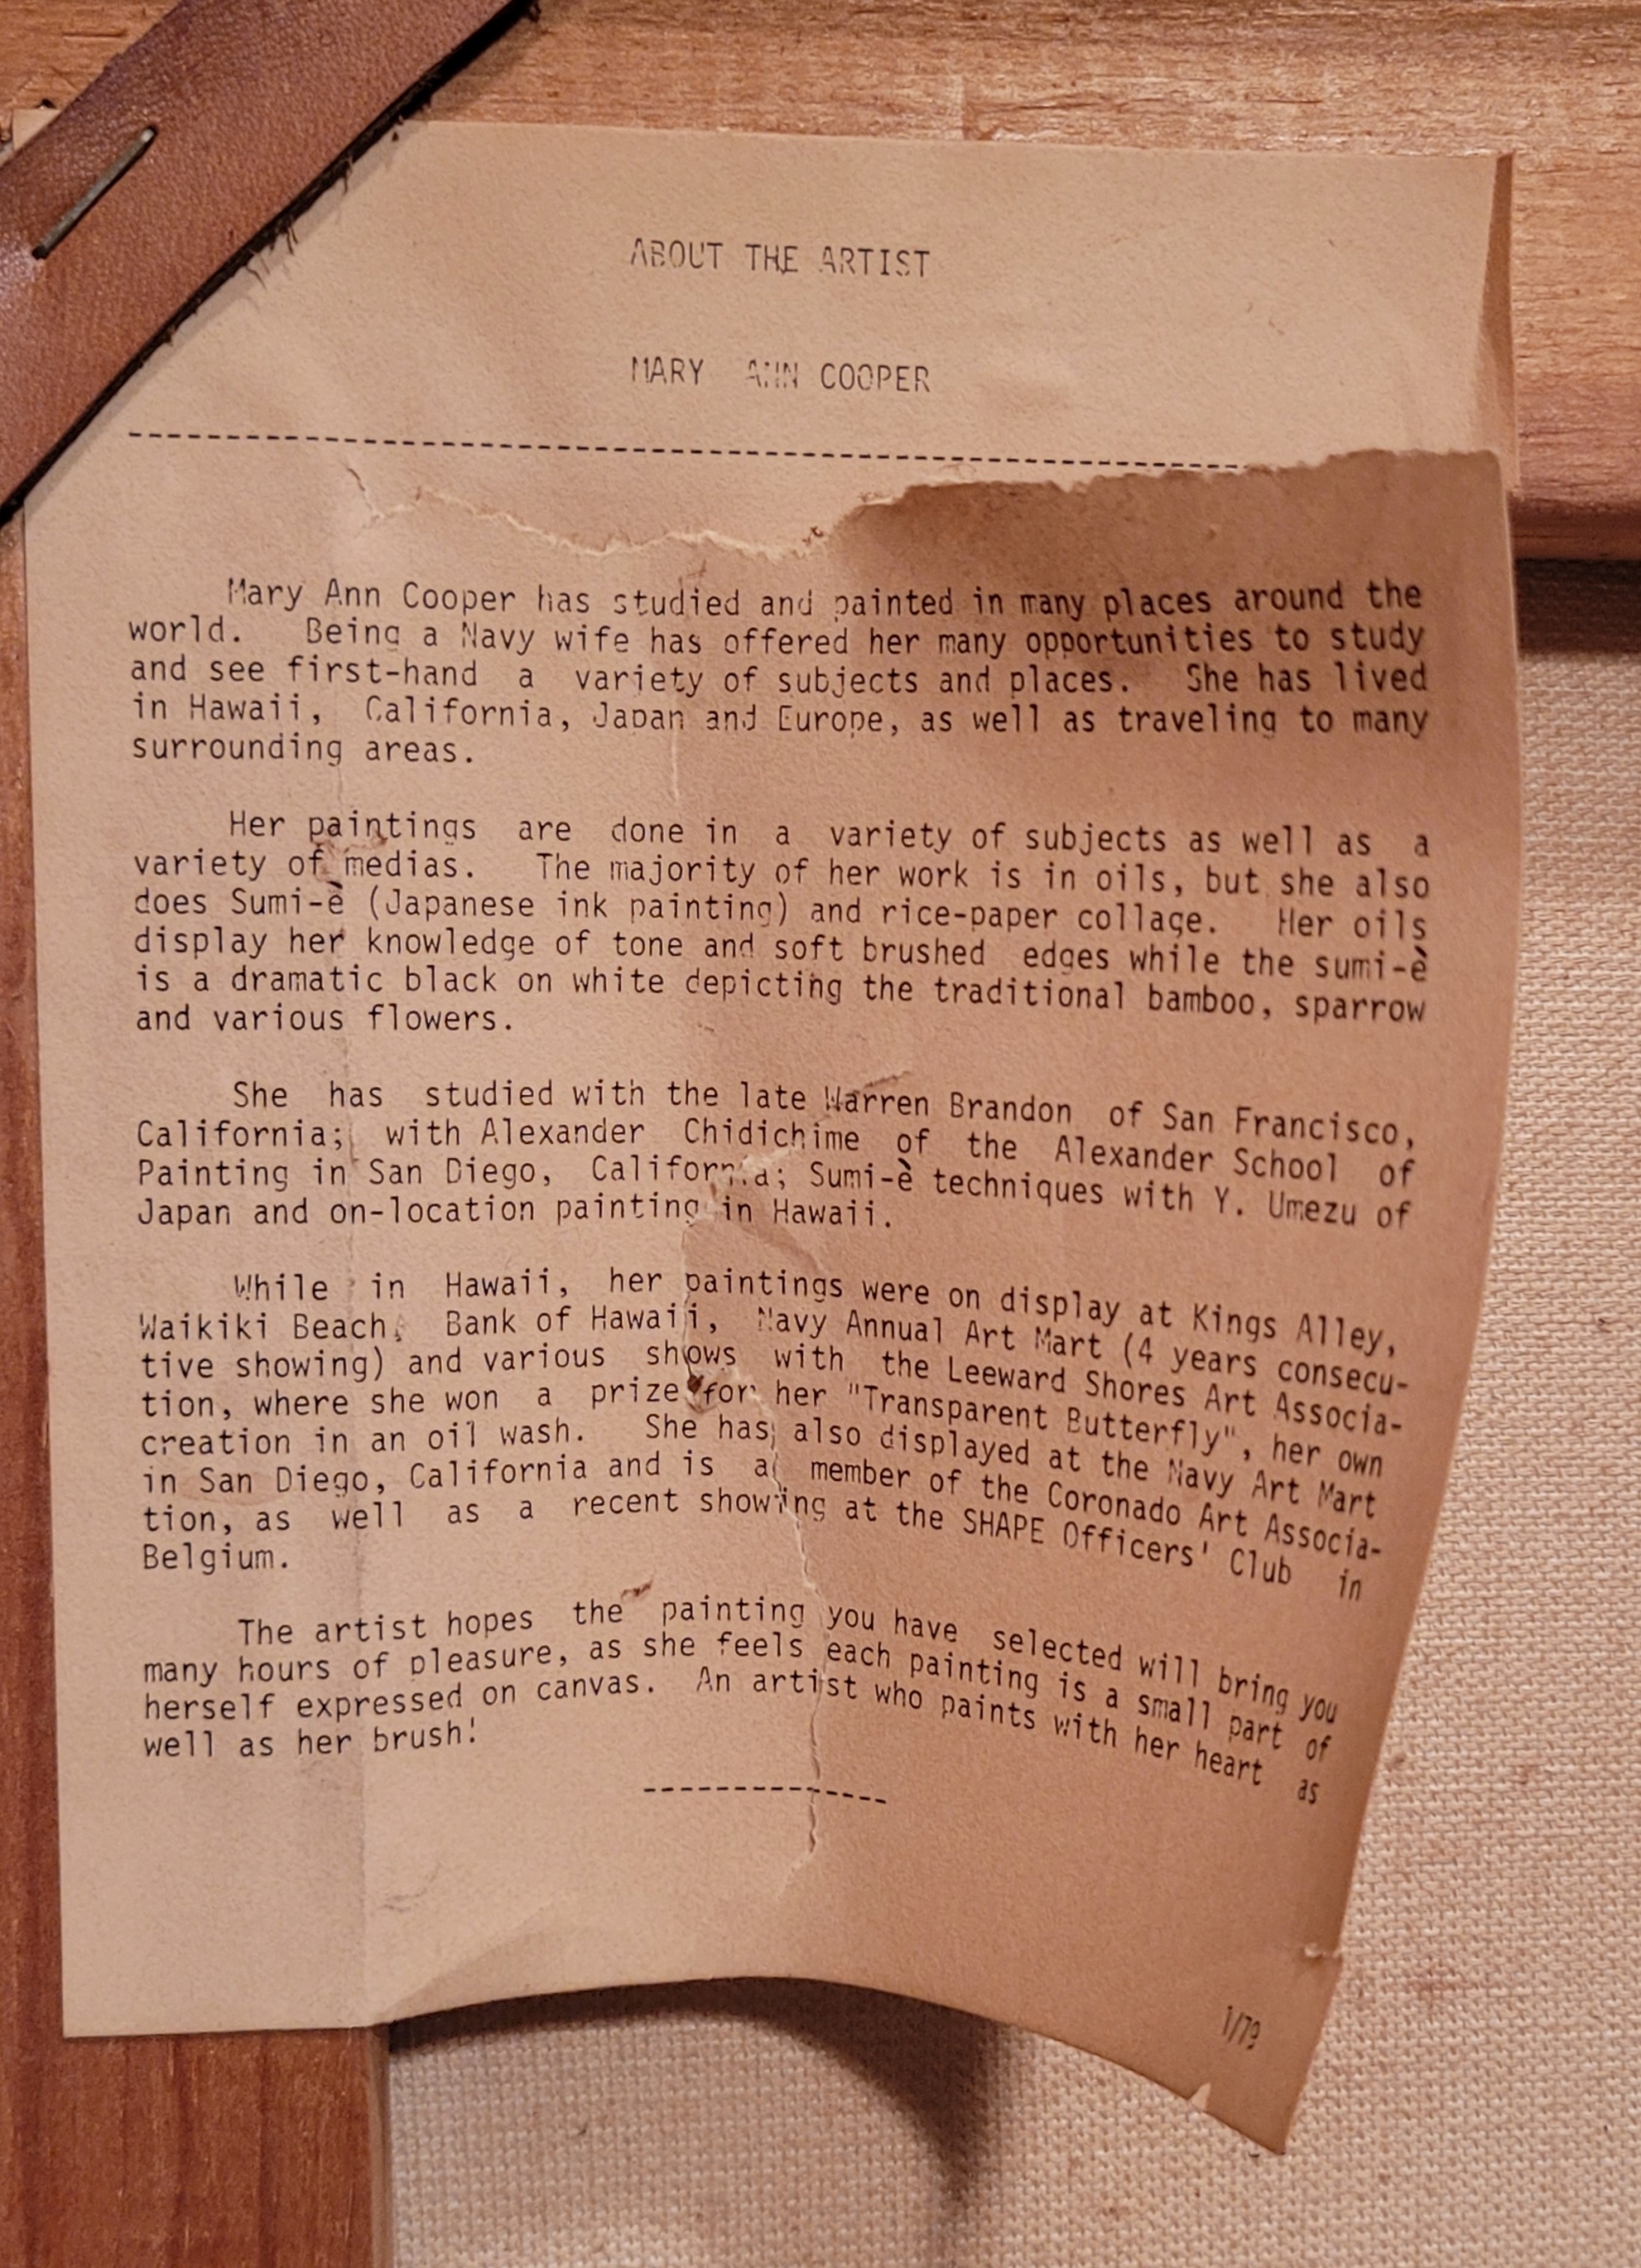 ABOUT THE ARTIST
MARY ANN COOPER
Mary Ann Cooper has studied and painted in many places around the
world. Being a Navy wife has offered her many opportunities to study
and see first-hand a variety of subjects and places. She has lived
in Hawaii, California, Japan and Europe, as well as traveling to many
surrounding areas.
Her paintings are done in a variety of subjects as well as a
variety of medias. The majority of her work is in oils, but she also
does Sumi-è (Japanese ink painting) and rice-paper collage. Her oils
display her knowledge of tone and soft brushed edges while the sumi-è
is a dramatic black on white depicting the traditional bamboo, sparrow
and various flowers.
She has studied with the late Warren Brandon of San Francisco,
California; with Alexander Chidichime of the Alexander School of
Painting in San Diego, California; Sumi-è techniques with Y. Umezu of
Japan and on-location painting in Hawaii.
While in Hawaii, her paintings were on display at Kings Alley,
Waikiki Beach, Bank of Hawaii, Navy Annual Art Mart (4 years consecu-
tive showing) and various shows with the Leeward Shores Art Associa-
tion, where she won a prize for her "Transparent Butterfly", her own
creation in an oil wash. She has also displayed at the Navy Art Mart
in San Diego, California and is a member of the Coronado Art Associa-
tion, as well as a recent showing at the SHAPE Officers' Club in
Belgium.
The artist hopes the painting you have selected will bring you
many hours of pleasure, as she feels each painting is a small part of
herself expressed on canvas. An artist who paints with her heart as
well as her brush!
1/79